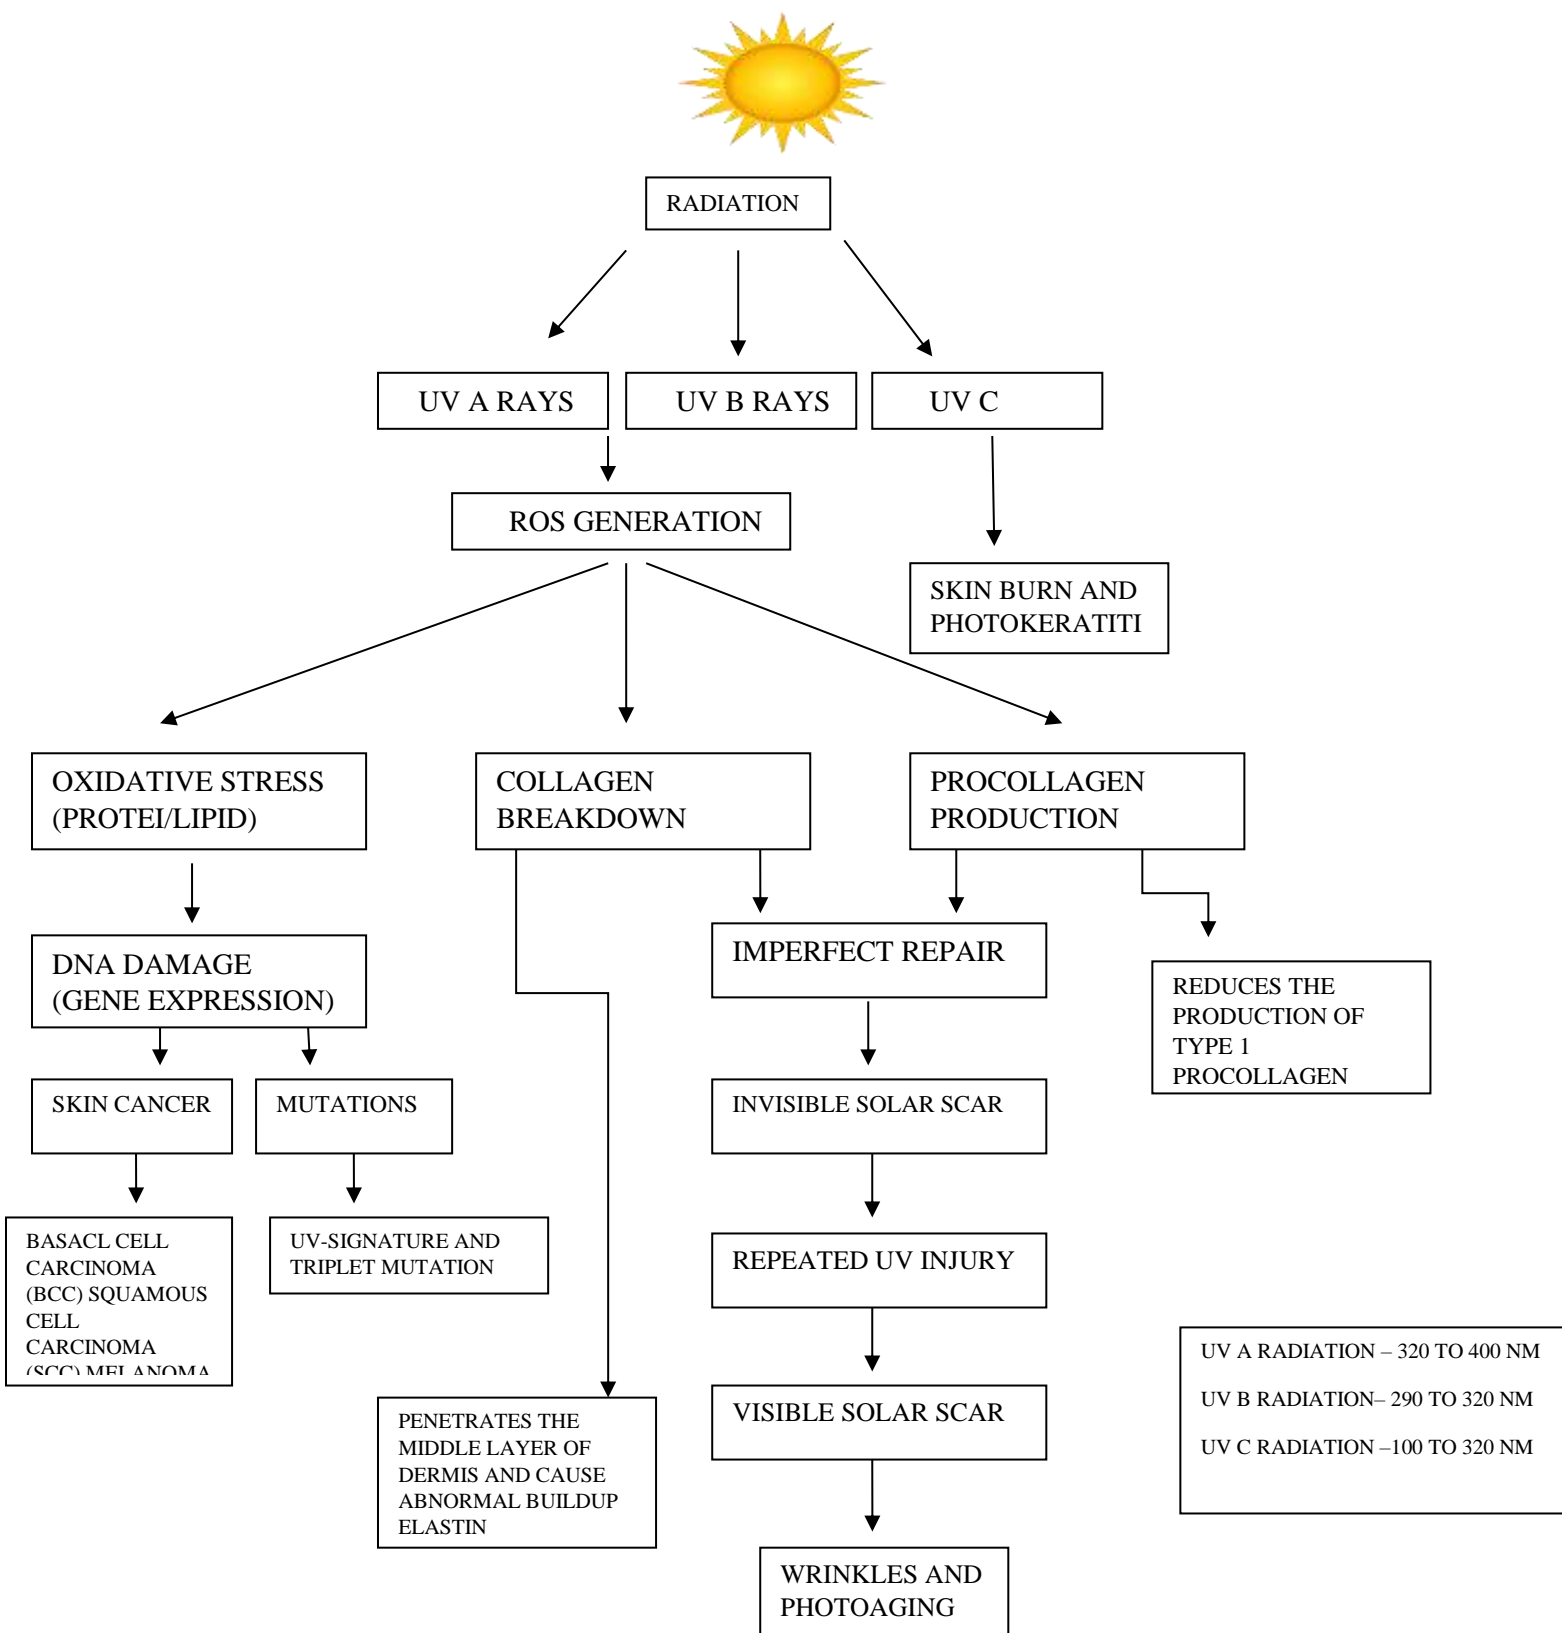 RADIATION
UV A RAYS
UV B RAYS
UV C
ROS GENERATION
SKIN BURN AND
PHOTOKERATITI
OXIDATIVE STRESS
(PROTEI/LIPID)
COLLAGEN
BREAKDOWN
PROCOLLAGEN
PRODUCTION
DNA DAMAGE
(GENE EXPRESSION)
IMPERFECT REPAIR
REDUCES THE
PRODUCTION OF
TYPE 1
PROCOLLAGEN
SKIN CANCER
MUTATIONS
INVISIBLE SOLAR SCAR
BASACL CELL
CARCINOMA
(BCC) SQUAMOUS
CELL
CARCINOMA
(SCC) MELANOMA
UV-SIGNATURE AND
TRIPLET MUTATION
REPEATED UV INJURY
UV A RADIATION – 320 TO 400 NM
UV B RADIATION– 290 TO 320 NM
UV C RADIATION –100 TO 320 NM
PENETRATES THE
MIDDLE LAYER OF
DERMIS AND CAUSE
ABNORMAL BUILDUP
ELASTIN
VISIBLE SOLAR SCAR
WRINKLES AND
PHOTOAGING